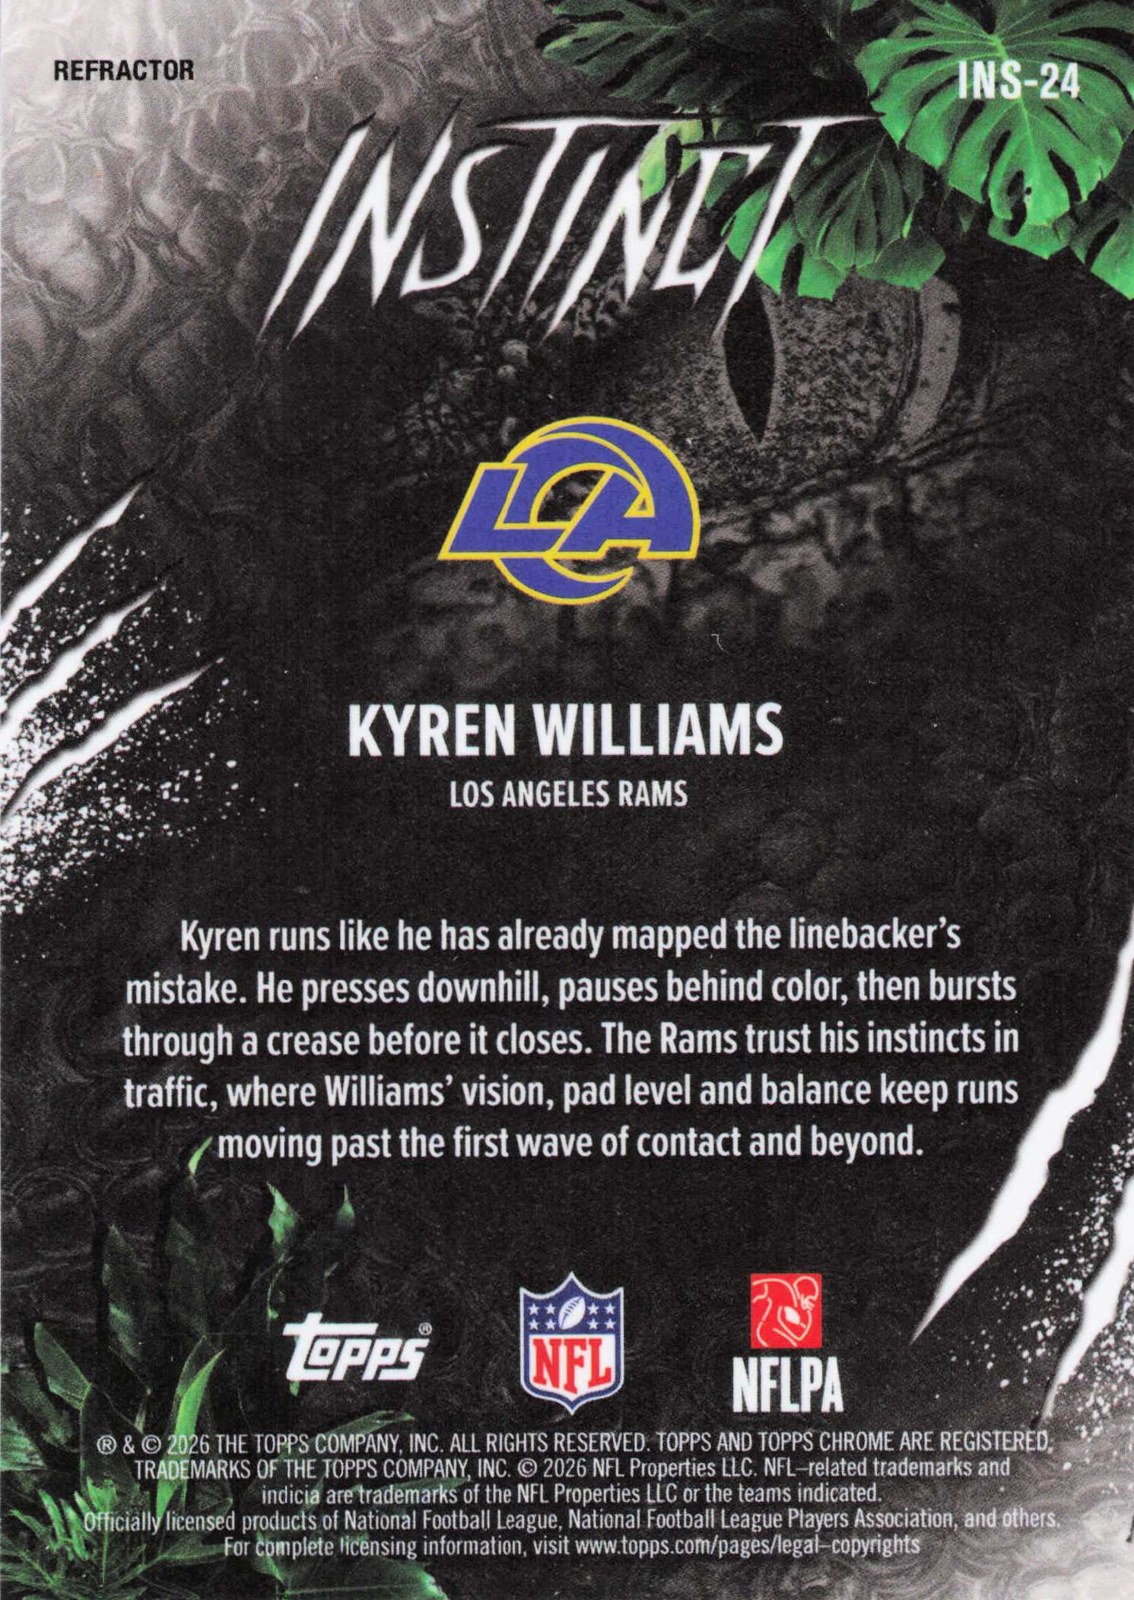 REFRACTOR
INS-24
INSTINCT
LA
KYREN WILLIAMS
LOS ANGELES RAMS
Kyren runs like he has already mapped the linebacker's
mistake. He presses downhill, pauses behind color, then bursts
through a crease before it closes. The Rams trust his instincts in
traffic, where Williams' vision, pad level and balance keep runs
moving past the first wave of contact and beyond.
topps®
NFL
NFLPA
® & © 2026 THE TOPPS COMPANY, INC. ALL RIGHTS RESERVED. TOPPS AND TOPPS CHROME ARE REGISTERED
TRADEMARKS OF THE TOPPS COMPANY, INC. © 2026 NFL Properties LLC. NFL-related trademarks and
indicia are trademarks of the NFL Properties LLC or the teams indicated.
Officially licensed products of National Football League, National Football League Players Association, and others.
For complete licensing information, visit www.topps.com/pages/legal-copyrights